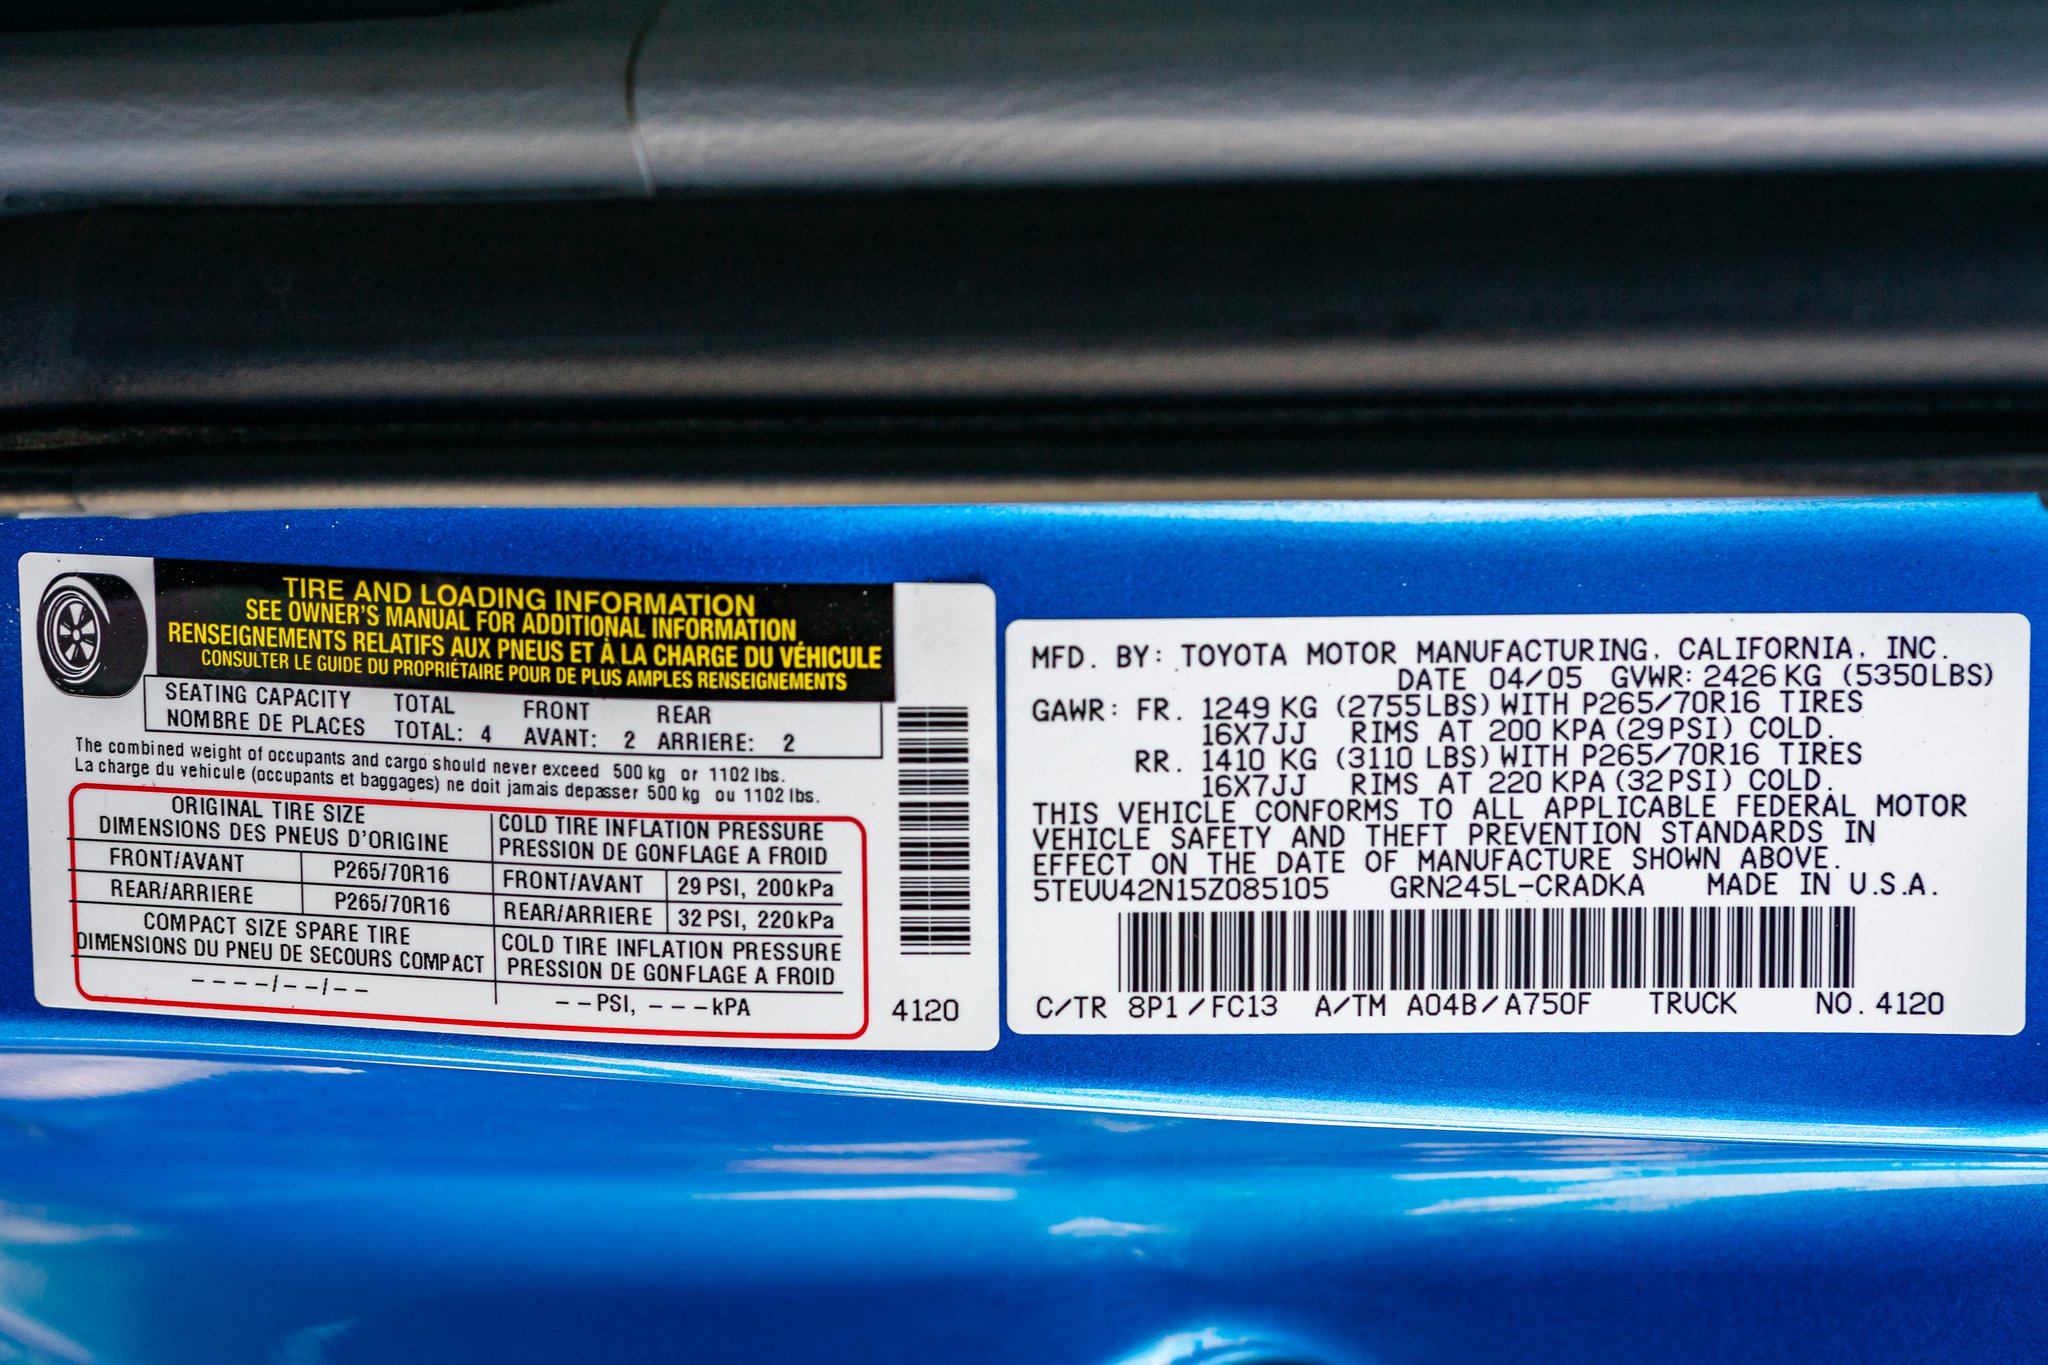 TIRE AND LOADING INFORMATION
SEE OWNER'S MANUAL FOR ADDITIONAL INFORMATION
RENSEIGNEMENTS RELATIFS AUX PNEUS ET À LA CHARGE DU VÉHICULE
CONSULTER LE GUIDE DU PROPRIÉTAIRE POUR DE PLUS AMPLES RENSEIGNEMENTS
SEATING CAPACITY TOTAL FRONT REAR
NOMBRE DE PLACES TOTAL: 4 AVANT: 2 ARRIERE: 2
The combined weight of occupants and cargo should never exceed 500 kg or 1102 lbs.
La charge du vehicule (occupants et baggages) ne doit jamais depasser 500 kg ou 1102 lbs.
ORIGINAL TIRE SIZE
DIMENSIONS DES PNEUS D'ORIGINE
COLD TIRE INFLATION PRESSURE
PRESSION DE GONFLAGE A FROID
FRONT/AVANT P265/70R16 FRONT/AVANT 29 PSI, 200 kPa
REAR/ARRIERE P265/70R16 REAR/ARRIERE 32 PSI, 220 kPa
COMPACT SIZE SPARE TIRE
DIMENSIONS DU PNEU DE SECOURS COMPACT
COLD TIRE INFLATION PRESSURE
PRESSION DE GONFLAGE A FROID
----/--/-- --PSI, ---kPA
4120
MFD. BY: TOYOTA MOTOR MANUFACTURING, CALIFORNIA, INC.
DATE 04/05 GVWR: 2426 KG (5350LBS)
GAWR: FR. 1249 KG (2755LBS) WITH P265/70R16 TIRES
16X7JJ RIMS AT 200 KPA (29PSI) COLD.
RR. 1410 KG (3110 LBS) WITH P265/70R16 TIRES
16X7JJ RIMS AT 220 KPA (32PSI) COLD.
THIS VEHICLE CONFORMS TO ALL APPLICABLE FEDERAL MOTOR
VEHICLE SAFETY AND THEFT PREVENTION STANDARDS IN
EFFECT ON THE DATE OF MANUFACTURE SHOWN ABOVE.
5TEUU42N15Z085105 GRN245L-CRADKA MADE IN U.S.A.
C/TR 8P1/FC13 A/TM A04B/A750F TRUCK NO. 4120